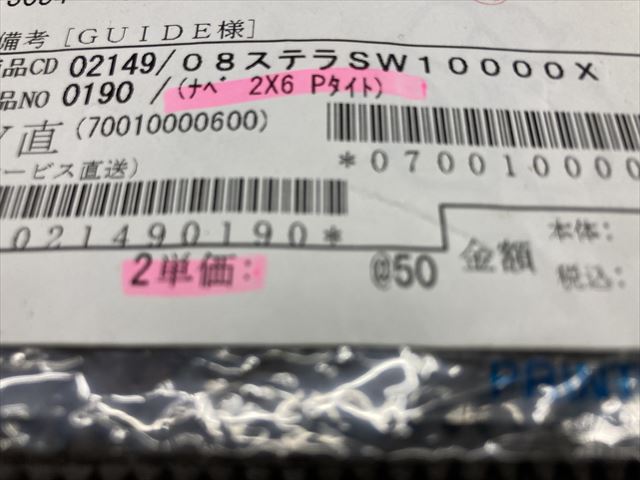 備考 [GUIDE様]
品CD 02149/08ステラSW10000X
品NO 0190 /(ナベ 2X6 Pタイト)
直 (70010000600)
ービス直送)
*070010000
021490190*
2単価: @50 金額 本体:
税込:
PRINT